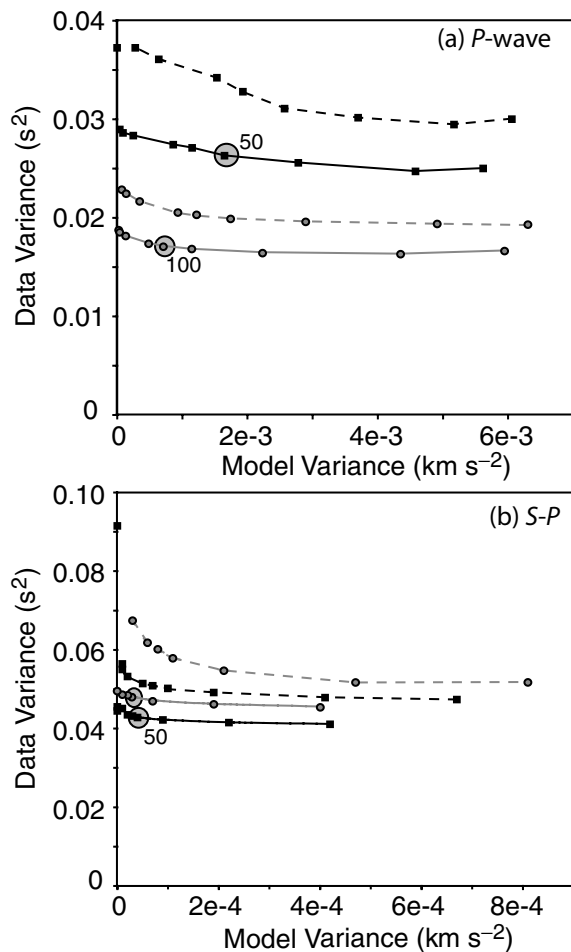 0.04
(a) P-wave
0.03
50
0.02
100
0.01
0
Data Variance (s²)
0 2e-3 4e-3 6e-3
Model Variance (km s⁻²)
0.10
(b) S-P
0.08
0.06
0.04
50
0.02
0
Data Variance (s²)
0 2e-4 4e-4 6e-4 8e-4
Model Variance (km s⁻²)